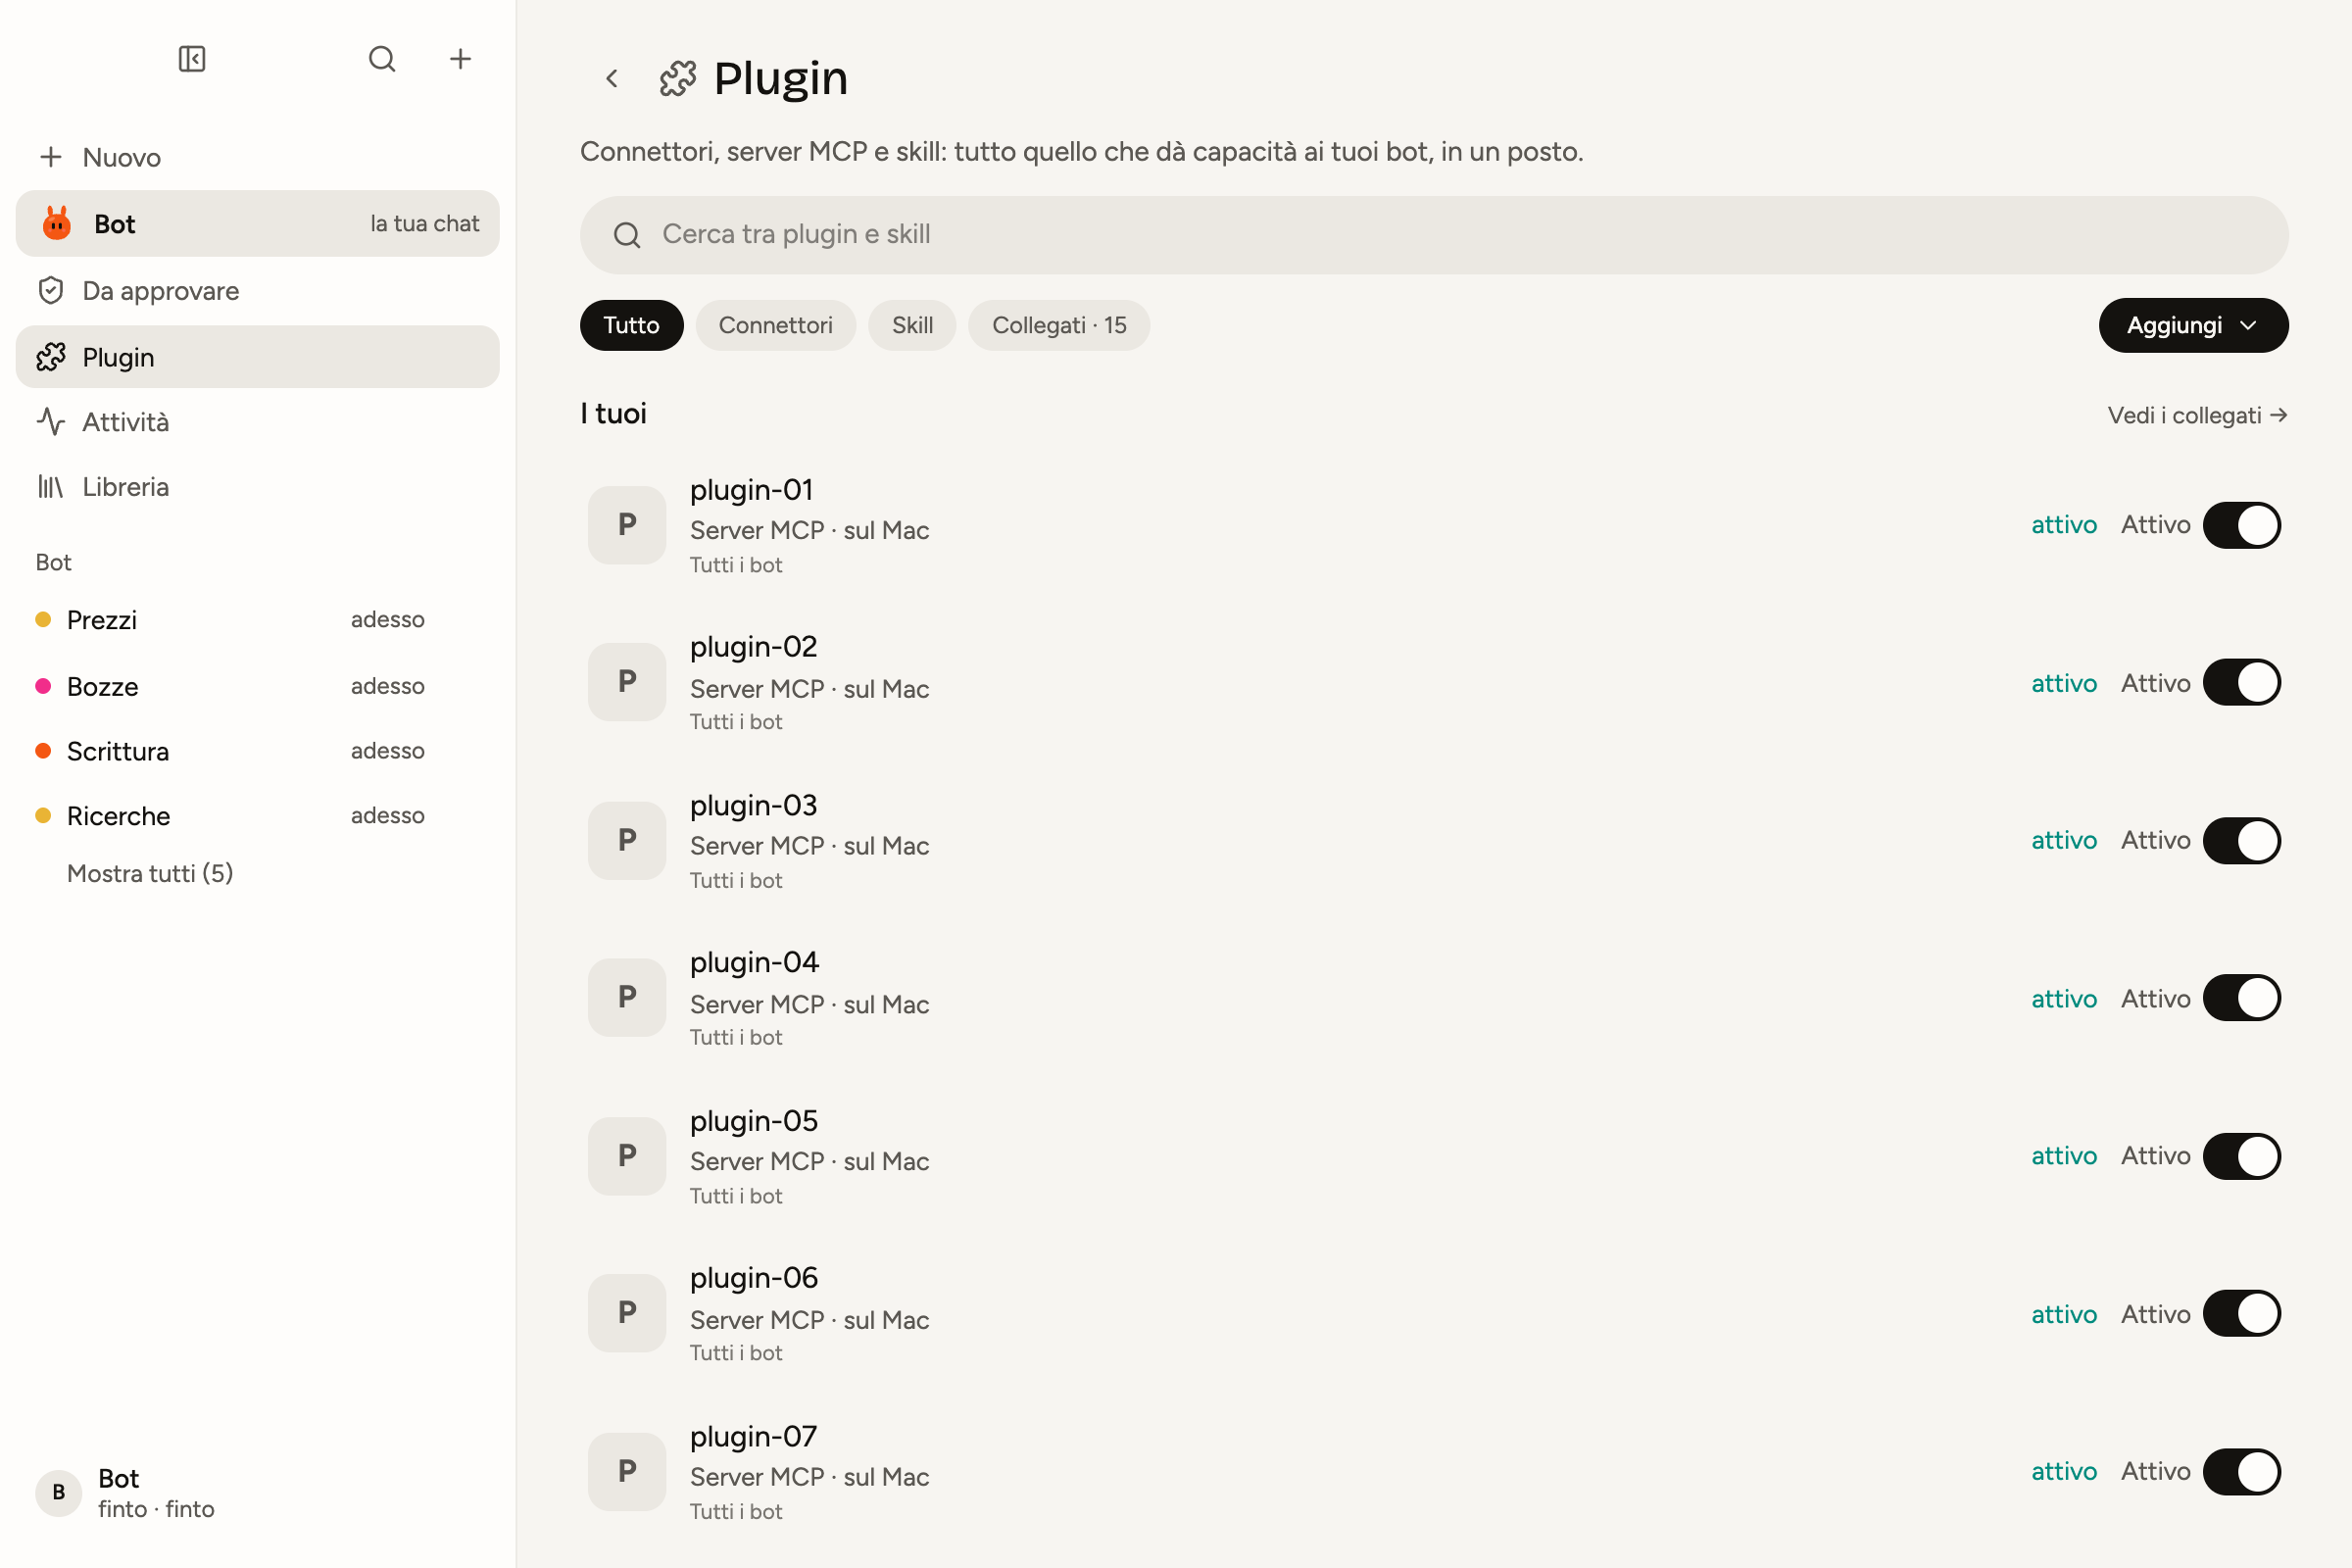 Nuovo
Bot la tua chat
Da approvare
Plugin
Attività
Libreria
Bot
Prezzi adesso
Bozze adesso
Scrittura adesso
Ricerche adesso
Mostra tutti (5)
B
Bot
finto · finto
Plugin
Connettori, server MCP e skill: tutto quello che dà capacità ai tuoi bot, in un posto.
Cerca tra plugin e skill
Tutto Connettori Skill Collegati · 15 Aggiungi
I tuoi Vedi i collegati →
P
plugin-01
Server MCP · sul Mac
Tutti i bot
attivo Attivo
P
plugin-02
Server MCP · sul Mac
Tutti i bot
attivo Attivo
P
plugin-03
Server MCP · sul Mac
Tutti i bot
attivo Attivo
P
plugin-04
Server MCP · sul Mac
Tutti i bot
attivo Attivo
P
plugin-05
Server MCP · sul Mac
Tutti i bot
attivo Attivo
P
plugin-06
Server MCP · sul Mac
Tutti i bot
attivo Attivo
P
plugin-07
Server MCP · sul Mac
Tutti i bot
attivo Attivo